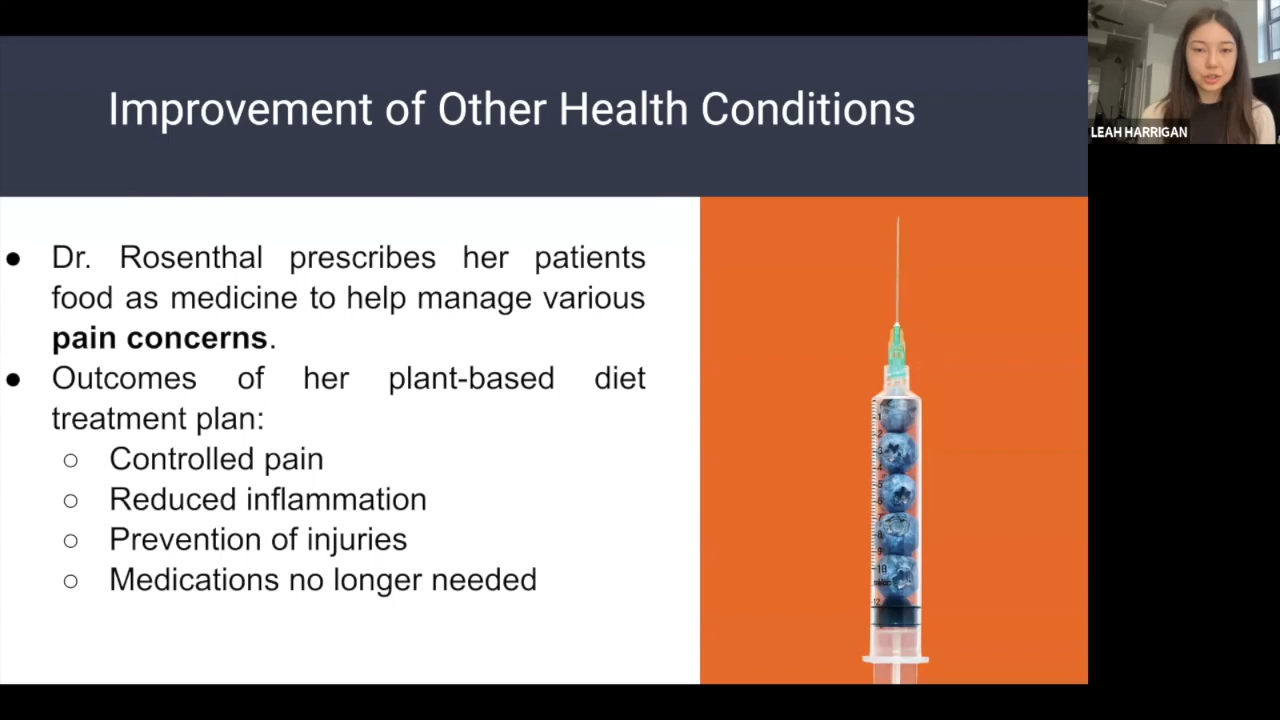 Improvement of Other Health Conditions
LEAH HARRIGAN
● Dr. Rosenthal prescribes her patients
food as medicine to help manage various
pain concerns.
● Outcomes of her plant-based diet
treatment plan:
○ Controlled pain
○ Reduced inflammation
○ Prevention of injuries
○ Medications no longer needed